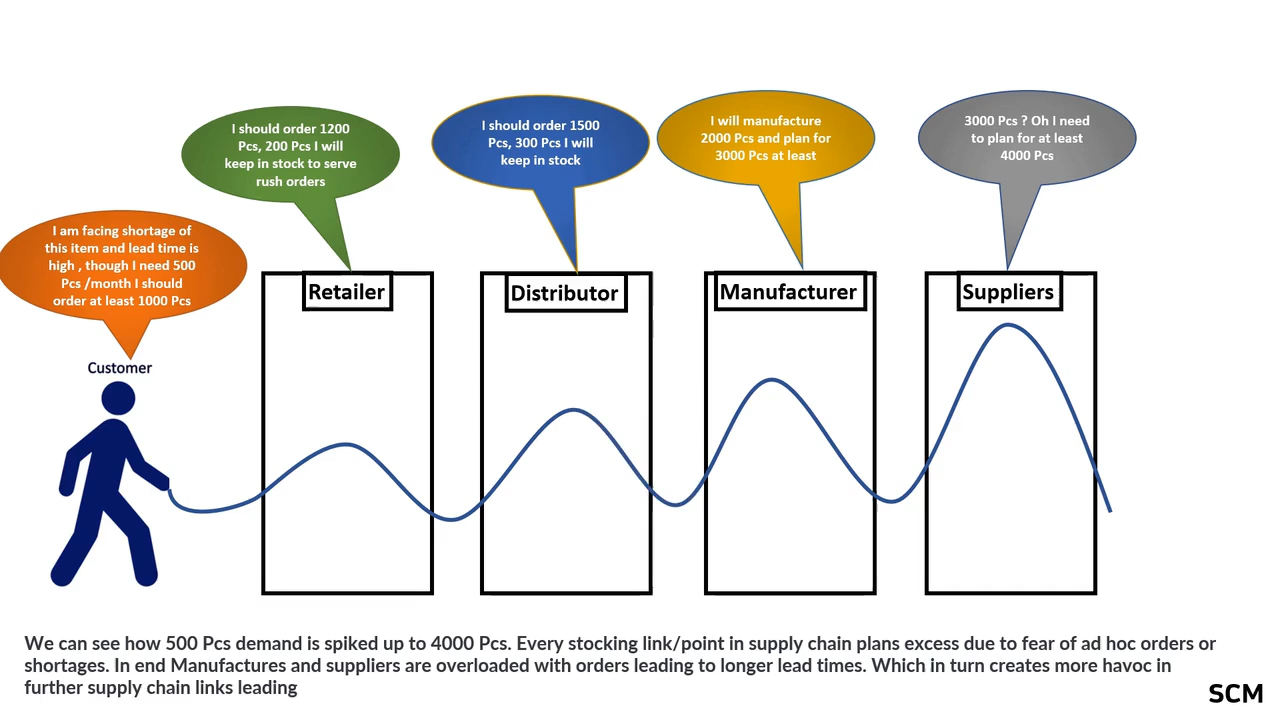 I should order 1200
Pcs, 200 Pcs I will
keep in stock to serve
rush orders
I should order 1500
Pcs, 300 Pcs I will
keep in stock
I will manufacture
2000 Pcs and plan for
3000 Pcs at least
3000 Pcs ? Oh I need
to plan for at least
4000 Pcs
I am facing shortage of
this item and lead time is
high , though I need 500
Pcs /month I should
order at least 1000 Pcs
Retailer
Distributor
Manufacturer
Suppliers
Customer
We can see how 500 Pcs demand is spiked up to 4000 Pcs. Every stocking link/point in supply chain plans excess due to fear of ad hoc orders or
shortages. In end Manufactures and suppliers are overloaded with orders leading to longer lead times. Which in turn creates more havoc in
further supply chain links leading
SCM